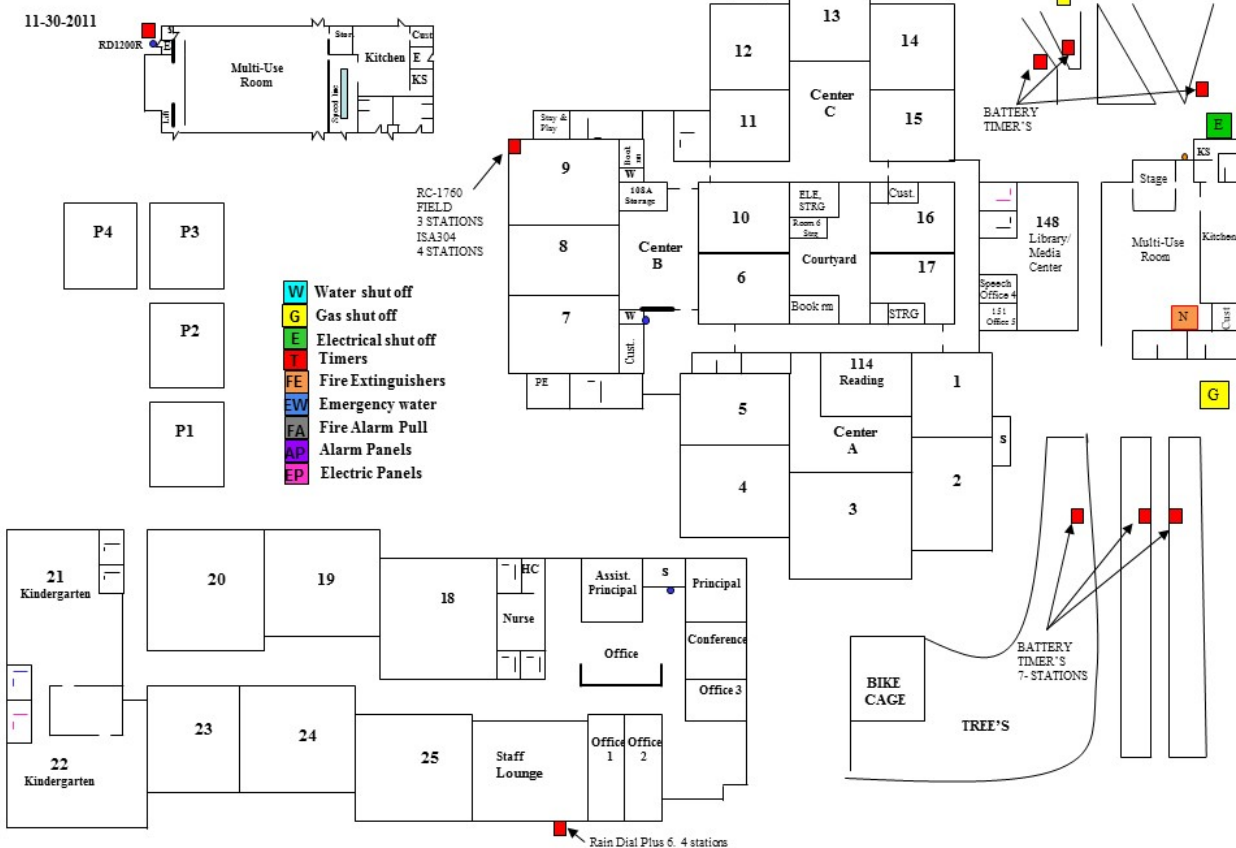 11-30-2011
RD1200R
E
Multi-Use
Room
Lift
Stor.
Kitchen
Cust
E
KS
12
13
14
11
Center
C
15
BATTERY
TIMER'S
E
KS
Stage
Multi-Use
Room
Kitchen
N
Cust
G
Stay &
Play
9
Book
rm
W
108A
Storage
RC-1760
FIELD
3 STATIONS
ISA304
4 STATIONS
8
Center
B
7
W
Cust.
PE
10
ELE,
STRG
Room 6
Strg
Cust.
16
6
Courtyard
17
Book rm
STRG
148
Library/
Media
Center
Speech
Office 4
151
Office 5
P4
P3
P2
P1
W Water shut off
G Gas shut off
E Electrical shut off
T Timers
FE Fire Extinguishers
EW Emergency water
FA Fire Alarm Pull
AP Alarm Panels
EP Electric Panels
114
Reading
1
5
Center
A
S
4
3
2
21
Kindergarten
20
19
18
HC
Nurse
Assist.
Principal
S
Principal
Conference
Office
Office 3
22
Kindergarten
23
24
25
Staff
Lounge
Office
1
Office
2
Rain Dial Plus 6. 4 stations
BIKE
CAGE
TREE'S
BATTERY
TIMER'S
7- STATIONS